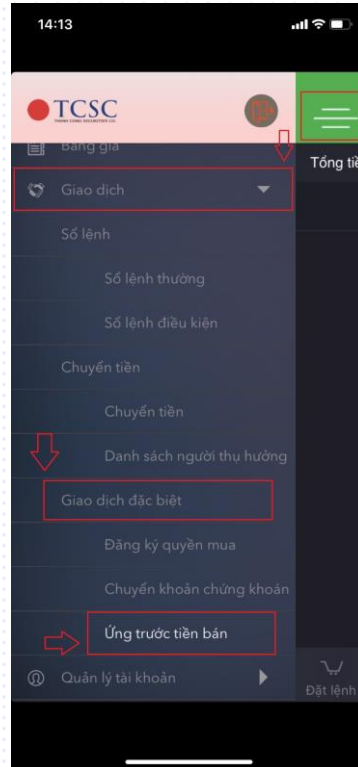 14:13
TCSC
THANH CONG SECURITIES CO.
Bảng giá
Giao dịch
Tổng tiề
Sổ lệnh
Sổ lệnh thường
Sổ lệnh điều kiện
Chuyển tiền
Chuyển tiền
Danh sách người thụ hưởng
Giao dịch đặc biệt
Đăng ký quyền mua
Chuyển khoản chứng khoán
Ứng trước tiền bán
Quản lý tài khoản
Đặt lệnh